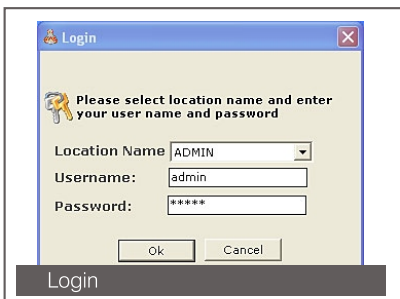 Login
Please select location name and enter
your user name and password
Location Name ADMIN
Username: admin
Password: *****
Ok Cancel
Login